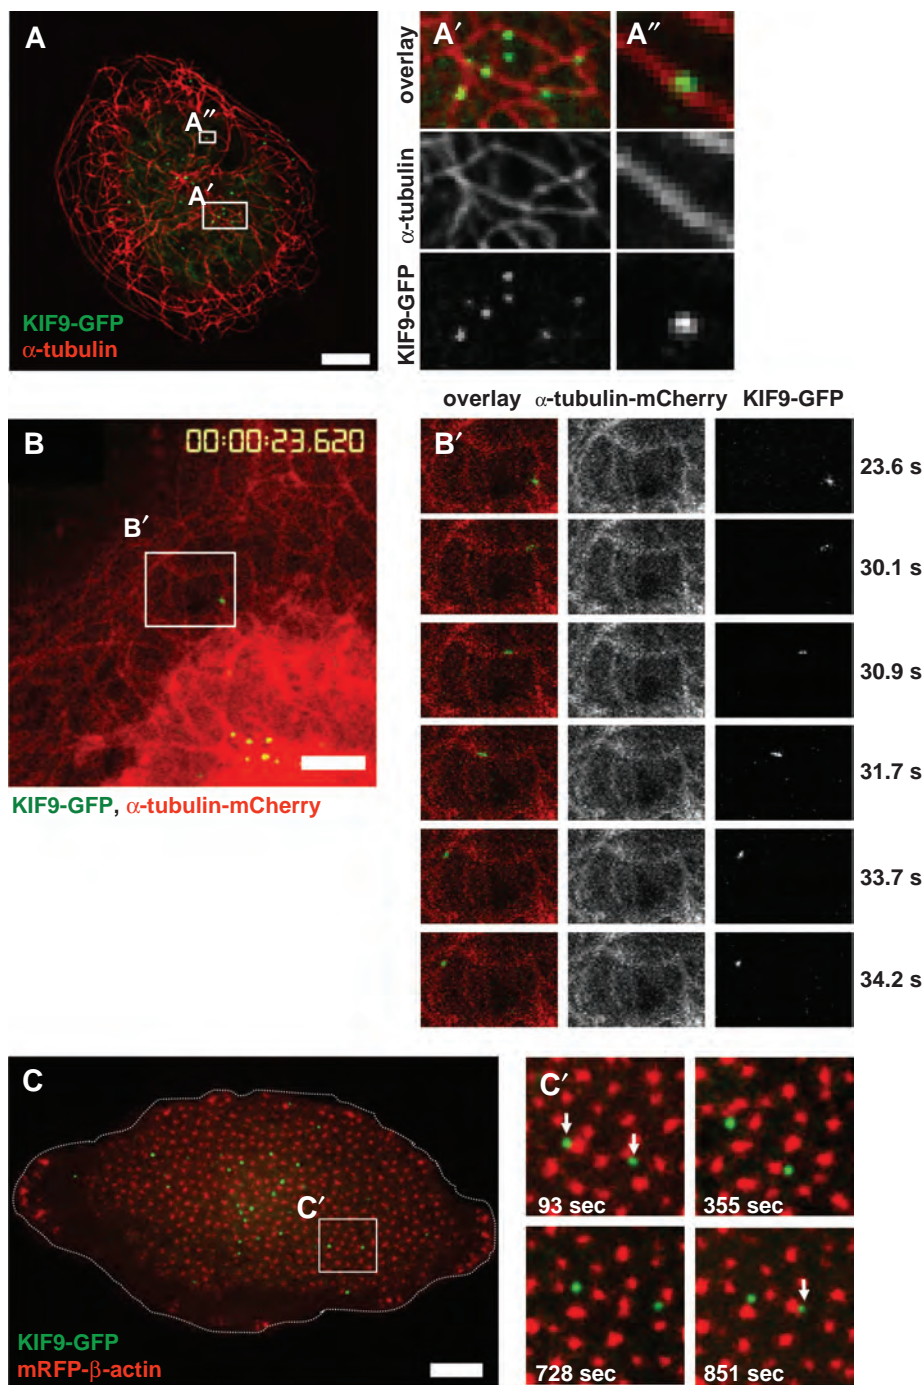 A
A″
A′
KIF9-GFP
α-tubulin
A′
A″
overlay
α-tubulin
KIF9-GFP
B
00:00:23,620
B′
KIF9-GFP, α-tubulin-mCherry
overlay α-tubulin-mCherry KIF9-GFP
B′
23.6 s
30.1 s
30.9 s
31.7 s
33.7 s
34.2 s
C
C′
KIF9-GFP
mRFP-β-actin
C′
93 sec
355 sec
728 sec
851 sec